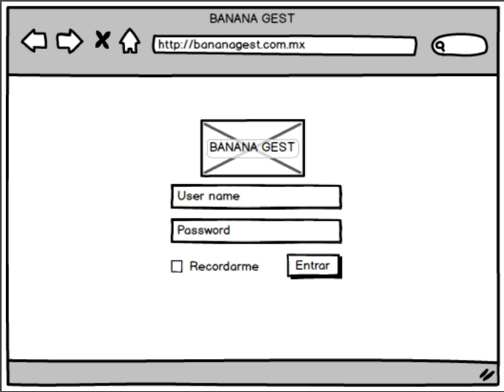 BANANA GEST
http://bananagest.com.mx
BANANA GEST
User name
Password
Recordarme
Entrar